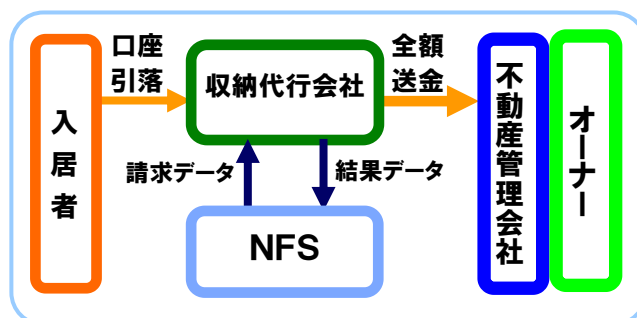 入居者
口座
引落
収納代行会社
全額
送金
不動産管理会社
オーナー
請求データ
結果データ
NFS